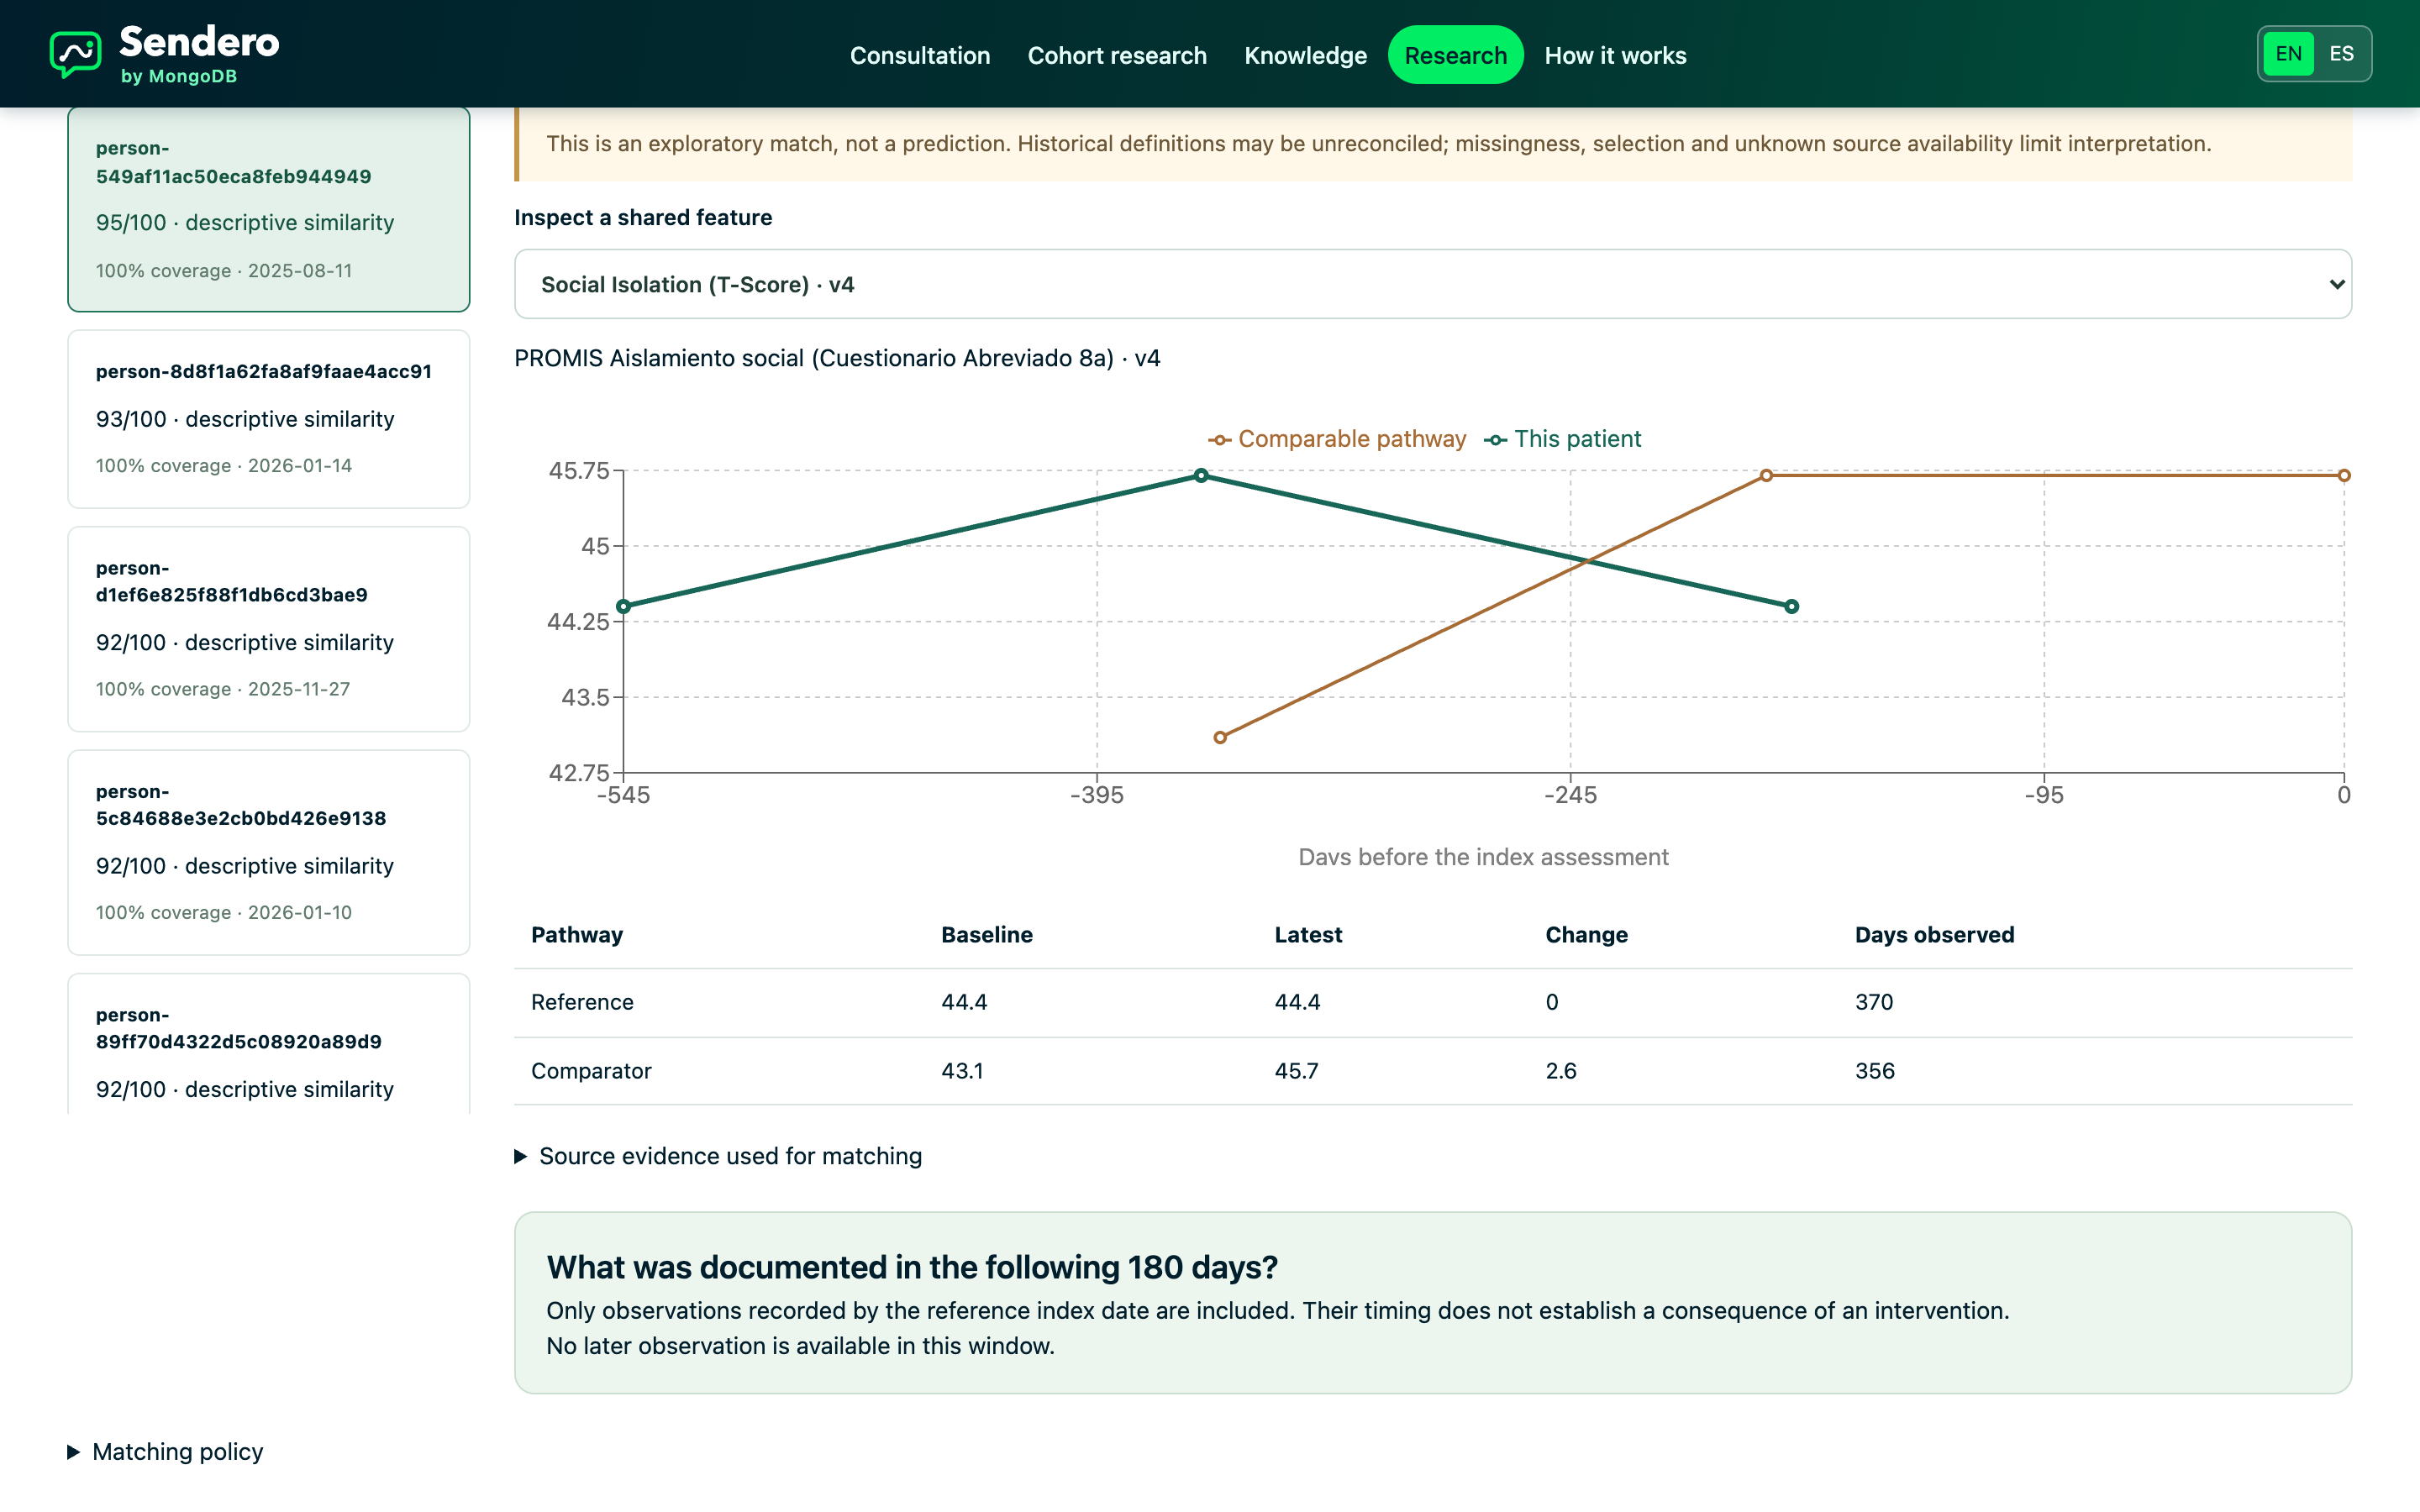 Sendero
by MongoDB
Consultation
Cohort research
Knowledge
Research
How it works
EN
ES
person-
549af11ac50eca8feb944949
95/100 · descriptive similarity
100% coverage · 2025-08-11
person-8d8f1a62fa8af9faae4acc91
93/100 · descriptive similarity
100% coverage · 2026-01-14
person-
d1ef6e825f88f1db6cd3bae9
92/100 · descriptive similarity
100% coverage · 2025-11-27
person-
5c84688e3e2cb0bd426e9138
92/100 · descriptive similarity
100% coverage · 2026-01-10
person-
89ff70d4322d5c08920a89d9
92/100 · descriptive similarity
This is an exploratory match, not a prediction. Historical definitions may be unreconciled; missingness, selection and unknown source availability limit interpretation.
Inspect a shared feature
Social Isolation (T-Score) · v4
PROMIS Aislamiento social (Cuestionario Abreviado 8a) · v4
Comparable pathway
This patient
45.75
45
44.25
43.5
42.75
-545
-395
-245
-95
0
Days before the index assessment
Pathway Baseline Latest Change Days observed
Reference 44.4 44.4 0 370
Comparator 43.1 45.7 2.6 356
Source evidence used for matching
What was documented in the following 180 days?
Only observations recorded by the reference index date are included. Their timing does not establish a consequence of an intervention.
No later observation is available in this window.
Matching policy